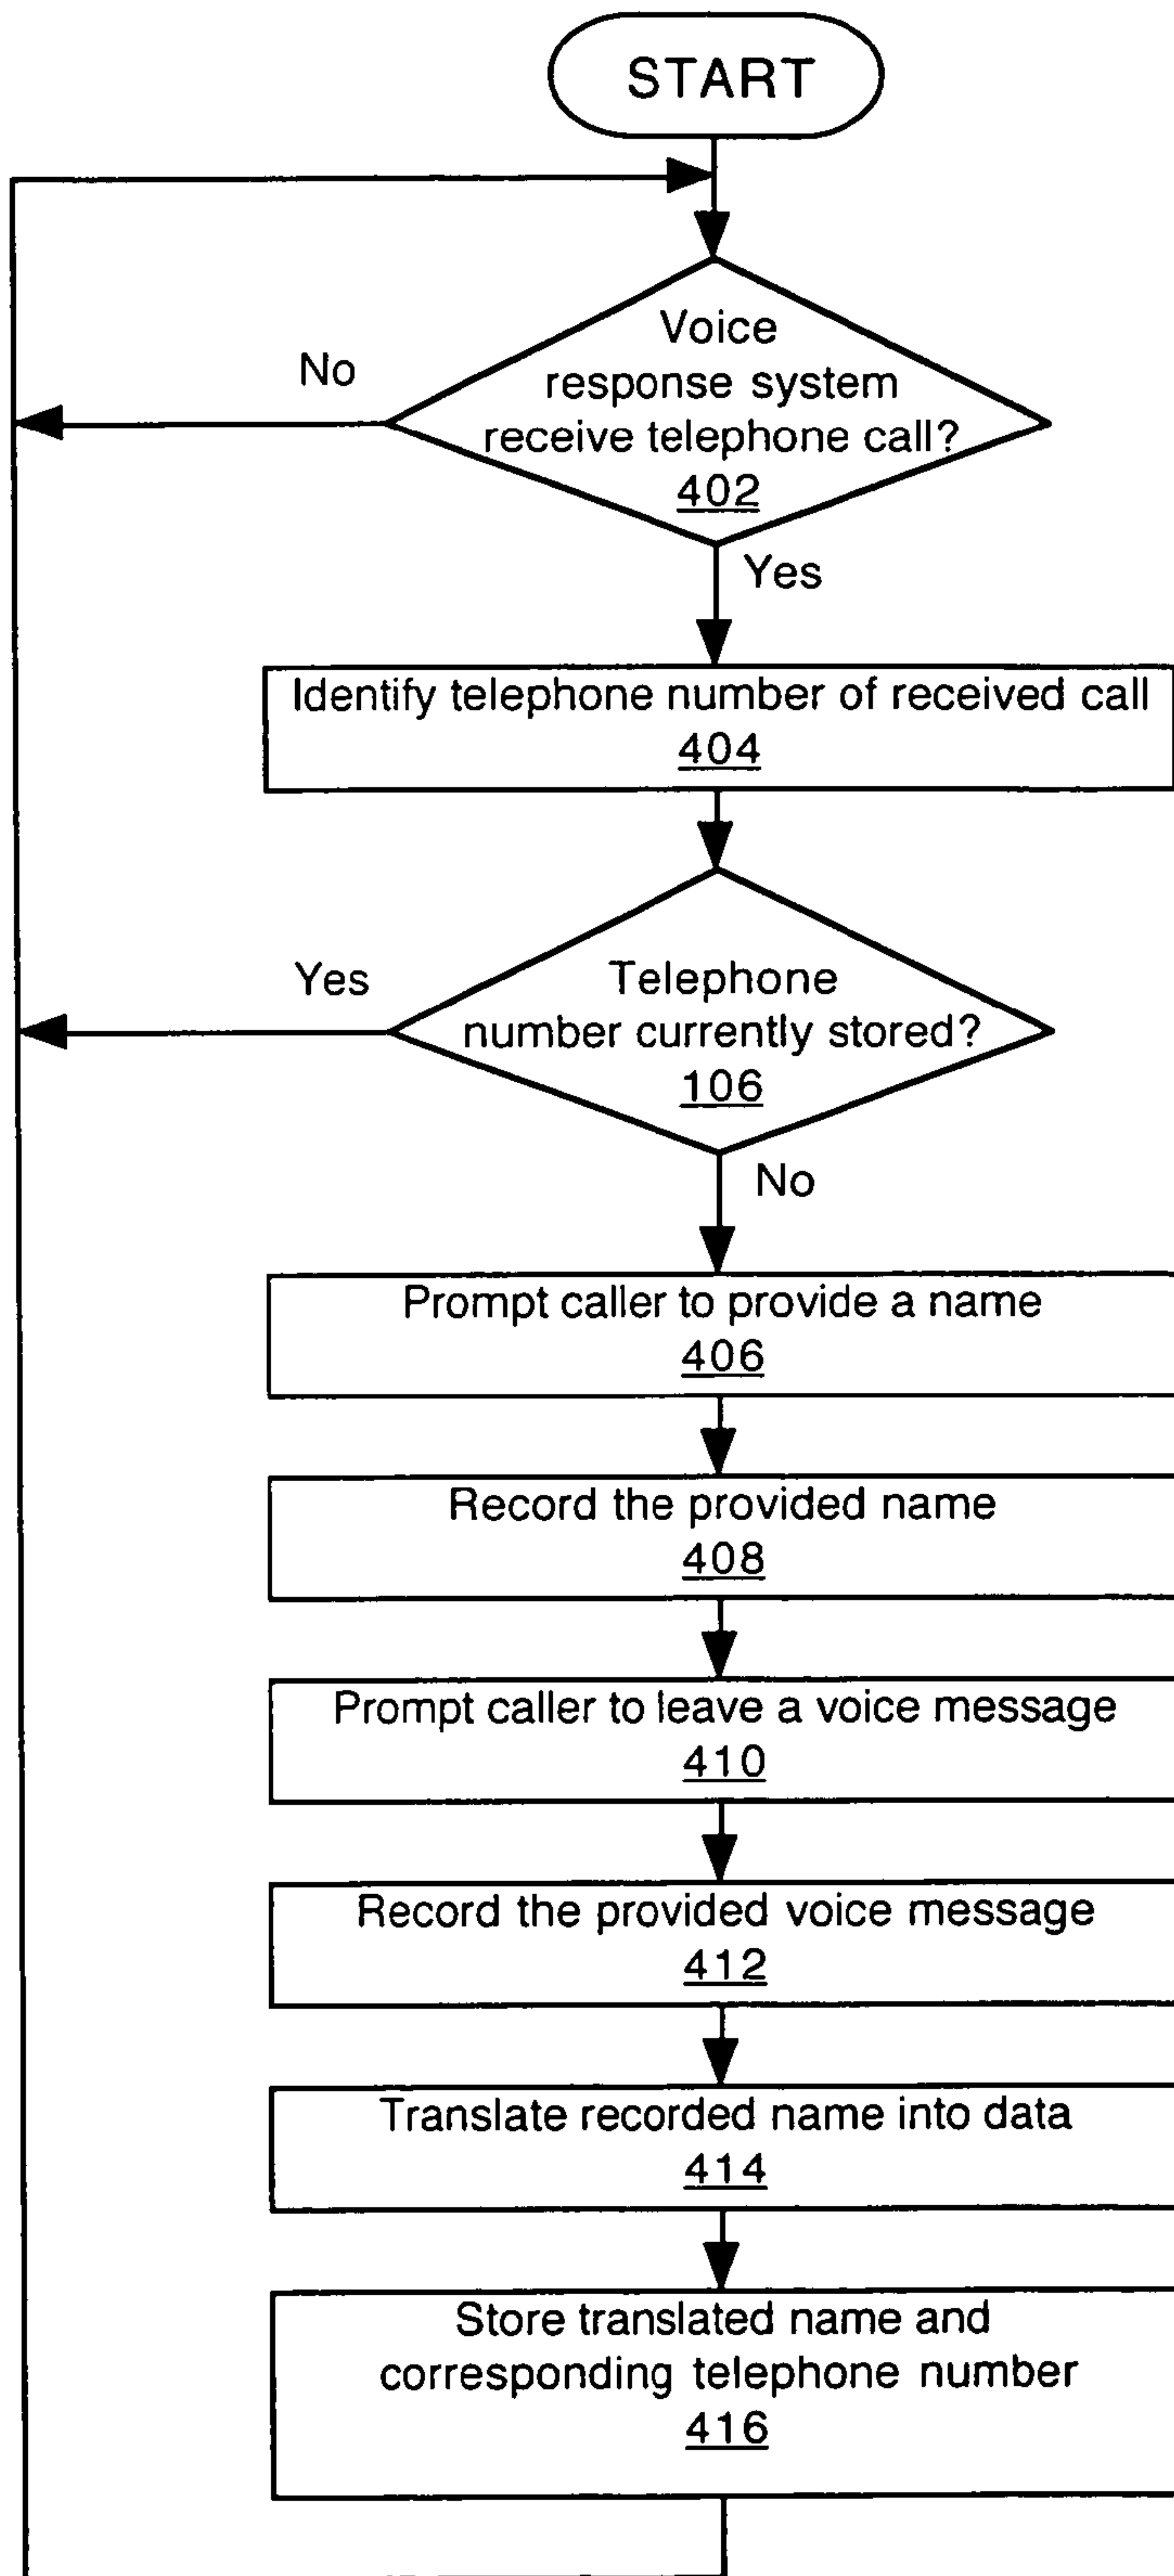 START
Voice
response system
receive telephone call?
402
No
Yes
Identify telephone number of received call
404
Telephone
number currently stored?
106
Yes
No
Prompt caller to provide a name
406
Record the provided name
408
Prompt caller to leave a voice message
410
Record the provided voice message
412
Translate recorded name into data
414
Store translated name and
corresponding telephone number
416